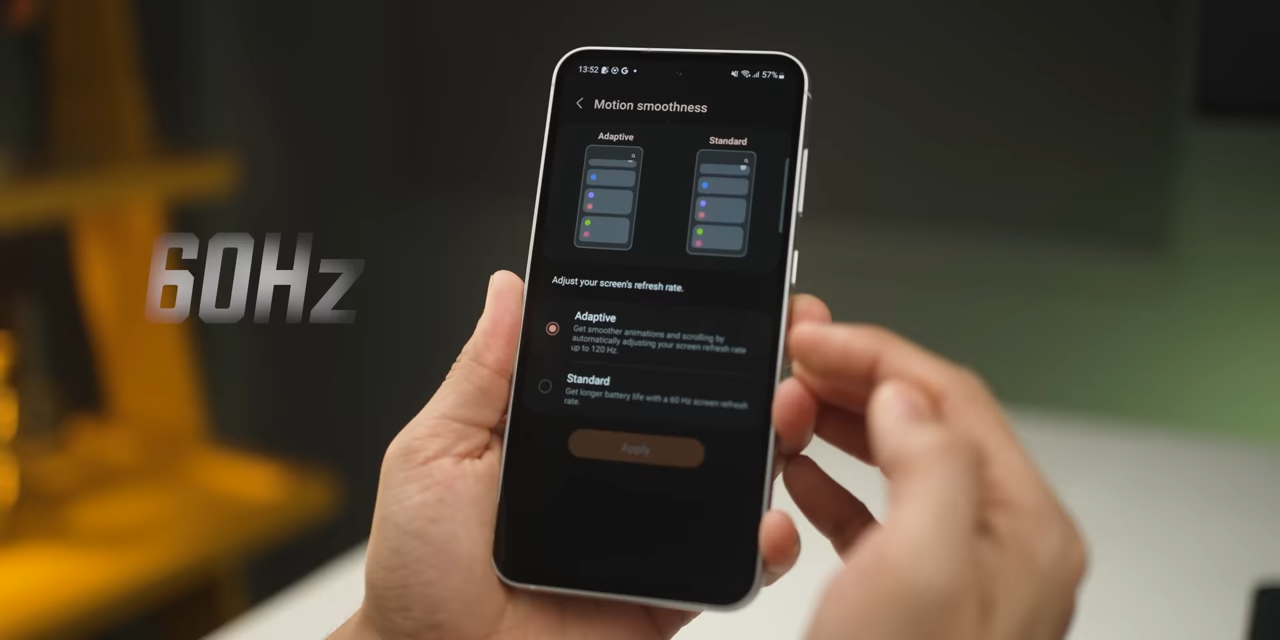 13:52 G 57%
Motion smoothness
Adaptive
Standard
60Hz
Adjust your screen's refresh rate.
Adaptive
Get smoother animations and scrolling by
automatically adjusting your screen refresh rate
up to 120 Hz.
Standard
Get longer battery life with a 60 Hz screen refresh
rate.
Apply